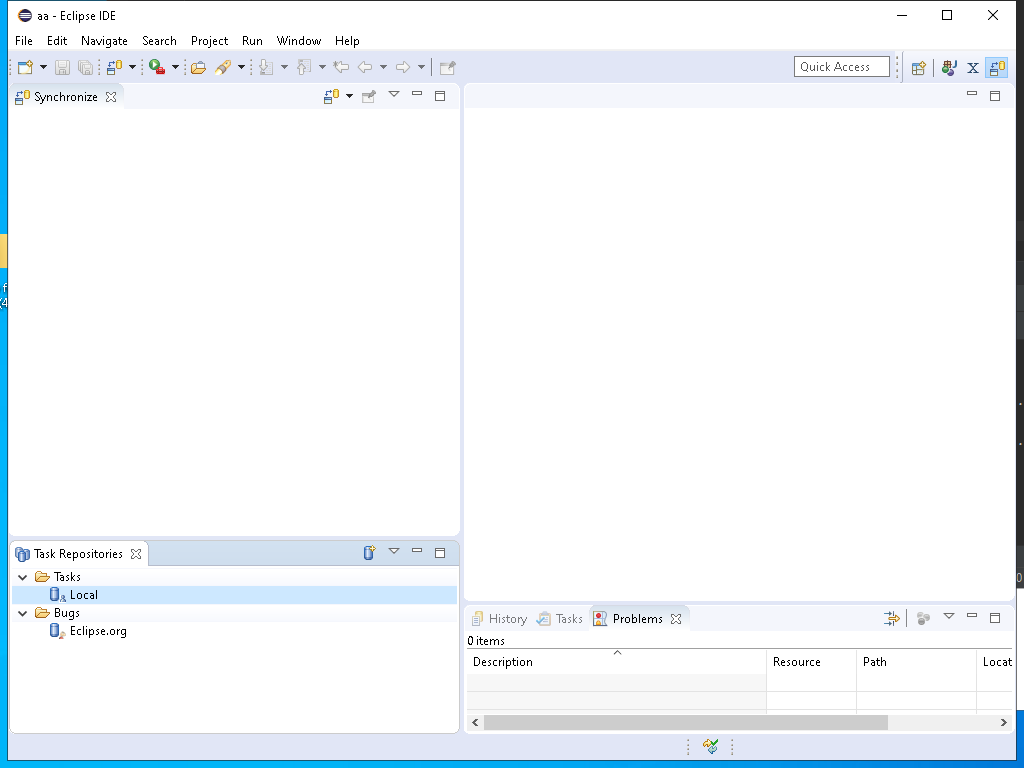 aa - Eclipse IDE
File Edit Navigate Search Project Run Window Help
Quick Access
Synchronize
Task Repositories
Tasks
Local
Bugs
Eclipse.org
History Tasks Problems
0 items
Description Resource Path Locat